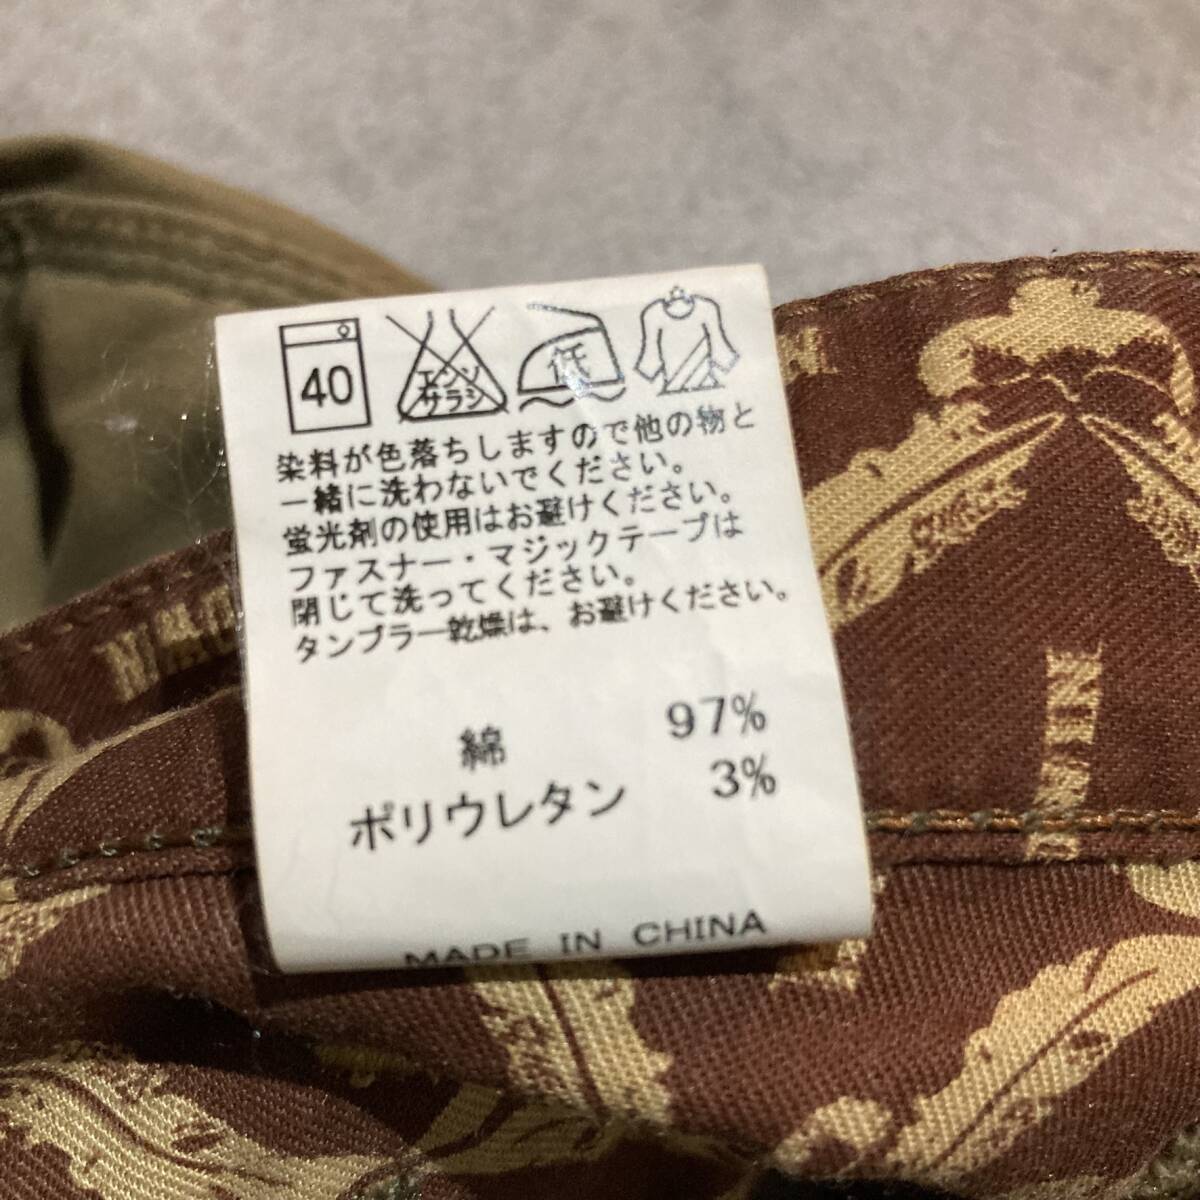 40
エンソ
サラシ
低
染料が色落ちしますので他の物と
一緒に洗わないでください。
蛍光剤の使用はお避けください。
ファスナー・マジックテープは
閉じて洗ってください。
タンブラー乾燥は、お避けください。
綿 97%
ポリウレタン 3%
MADE IN CHINA